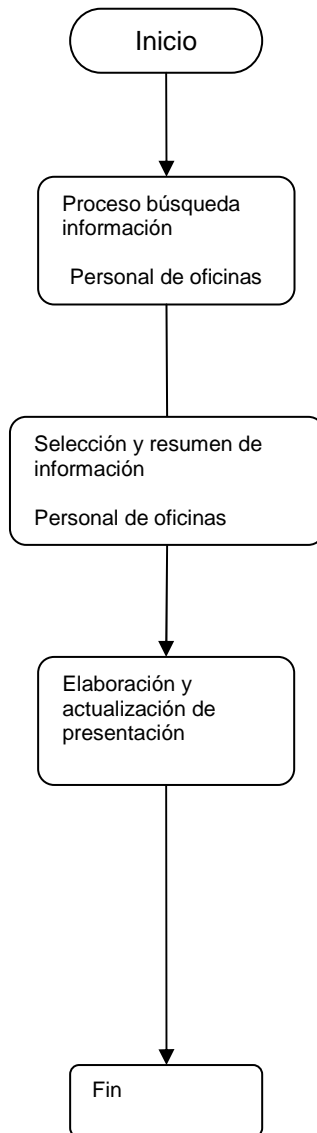 Inicio
Proceso búsqueda
información
Personal de oficinas
Selección y resumen de
información
Personal de oficinas
Elaboración y
actualización de
presentación
Fin